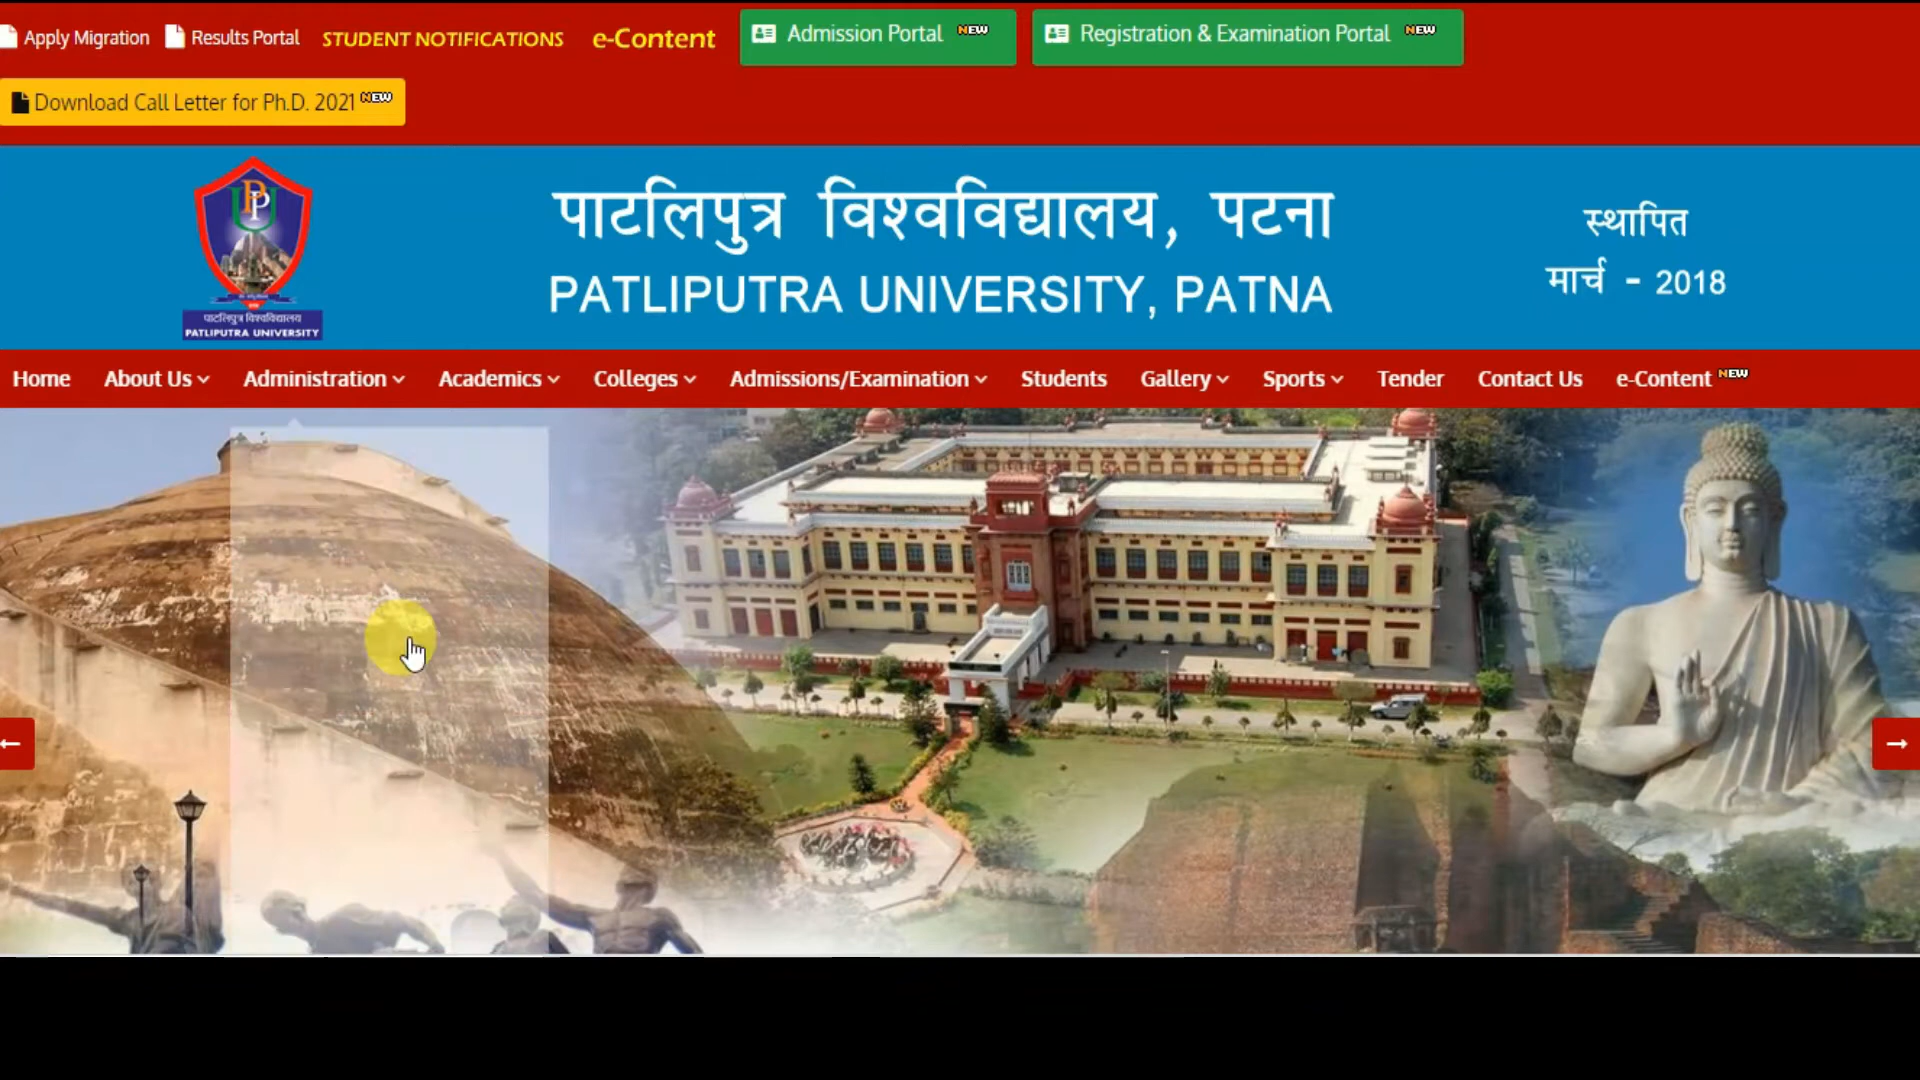 Apply Migration Results Portal STUDENT NOTIFICATIONS e-Content Admission Portal NEW Registration & Examination Portal NEW
Download Call Letter for Ph.D. 2021 NEW
पाटलिपुत्र विश्वविद्यालय, पटना
PATLIPUTRA UNIVERSITY, PATNA
स्थापित
मार्च - 2018
पाटलिपुत्र विश्वविद्यालय
PATLIPUTRA UNIVERSITY
Home About Us Administration Academics Colleges Admissions/Examination Students Gallery Sports Tender Contact Us e-Content NEW